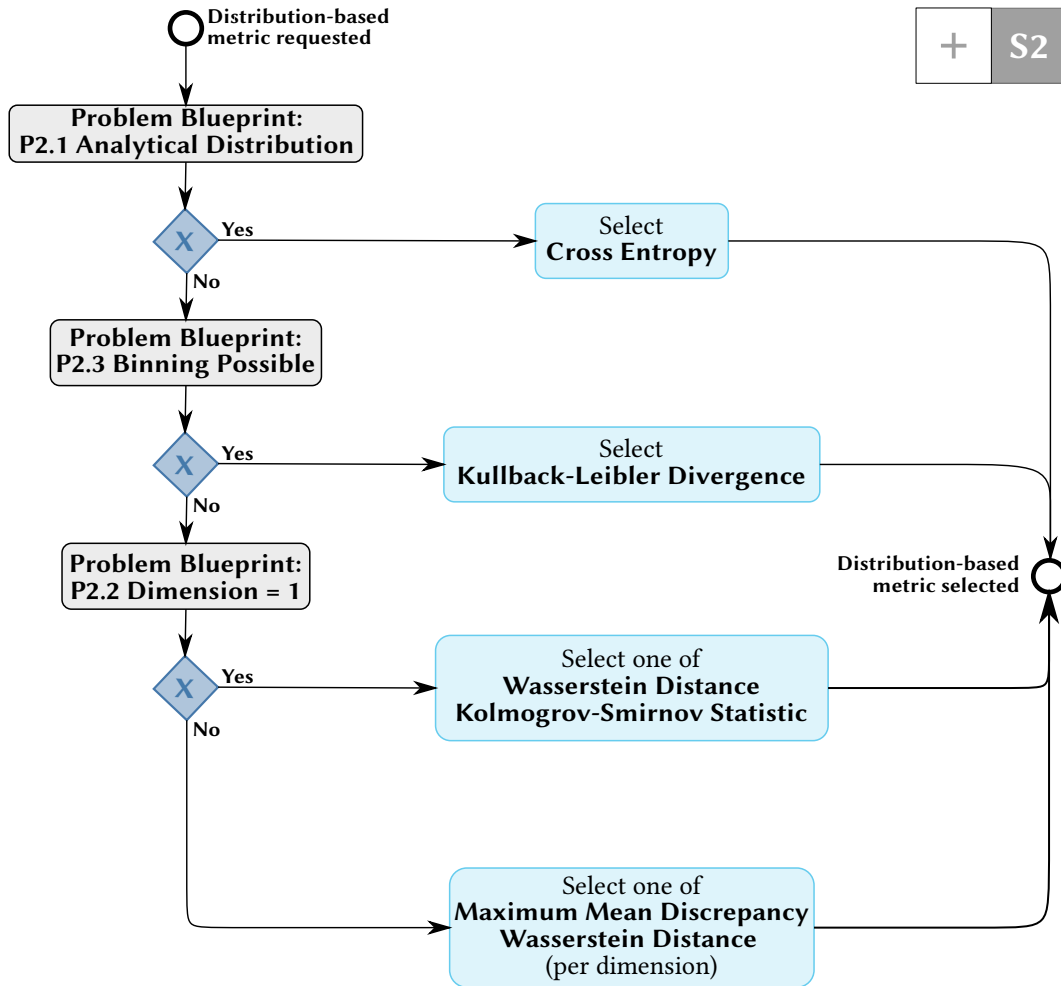 Distribution-based
metric requested
+ S2
Problem Blueprint:
P2.1 Analytical Distribution
X
Yes
No
Select
Cross Entropy
Problem Blueprint:
P2.3 Binning Possible
X
Yes
No
Select
Kullback-Leibler Divergence
Problem Blueprint:
P2.2 Dimension = 1
Distribution-based
metric selected
X
Yes
No
Select one of
Wasserstein Distance
Kolmogrov-Smirnov Statistic
Select one of
Maximum Mean Discrepancy
Wasserstein Distance
(per dimension)